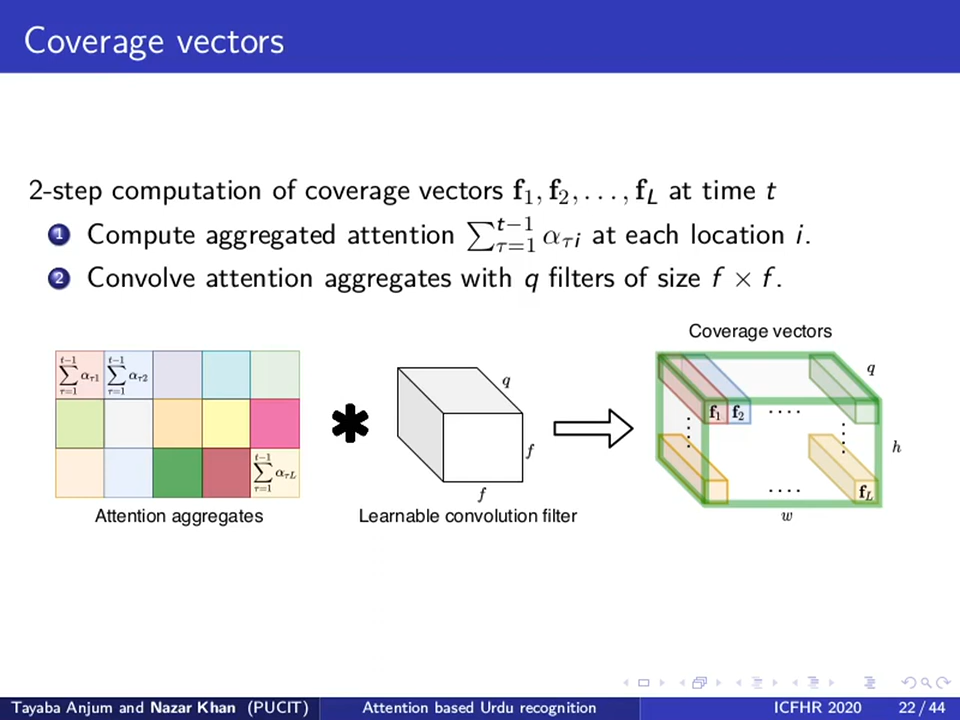 Coverage vectors
2-step computation of coverage vectors f₁, f₂, . . . , f_L at time t
1 Compute aggregated attention ∑_{τ=1}^{t−1} α_{τi} at each location i.
2 Convolve attention aggregates with q filters of size f × f.
Coverage vectors
∑_{τ=1}^{t−1} α_{τ1} ∑_{τ=1}^{t−1} α_{τ2}
∑_{τ=1}^{t−1} α_{τL}
Attention aggregates
*
q
f
f
Learnable convolution filter
q
f₁ f₂ . . . .
h
. . . . f_L
w
Tayaba Anjum and Nazar Khan (PUCIT) Attention based Urdu recognition ICFHR 2020 22 / 44